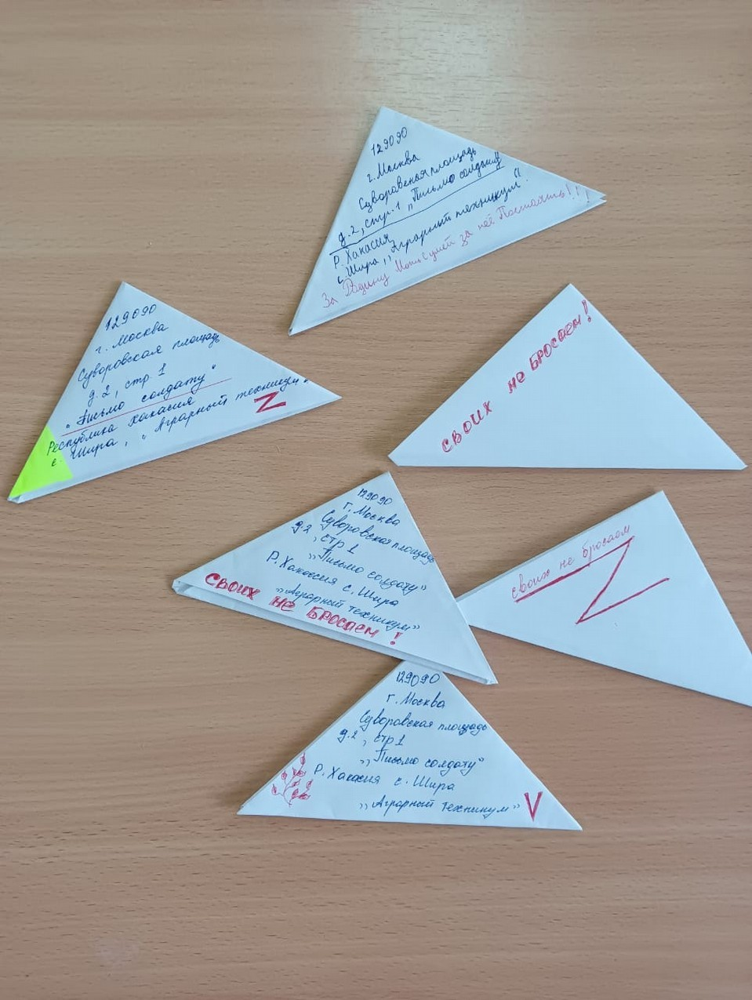 129090
г. Москва
Суворовская площадь
д. 2, стр. 1 „Письмо солдату"
Р. Хакасия,
с. Шира, „Аграрный техникум"
За Родину Мать сумей за неё Постоять!!!
129090
г. Москва
Суворовская площадь
д. 2, стр 1
"Письмо солдату"
Республика хакасия
с. Шира, "Аграрный техникум"
Z
СВОИХ НЕ БРОСАЕМ!
129090
Г. Москва
Суворовская площадь
д. 2, стр 1
„Письмо солдату"
Р. Хакасия с. Шира
„Аграрный техникум"
СВОИХ НЕ БРОСАЕМ!
своих не бросаем
Z
129090
г. Москва
Суворовская площадь
д. 2, стр 1
„Письмо солдату"
Р. Хакасия с. Шира
„Аграрный техникум"
V